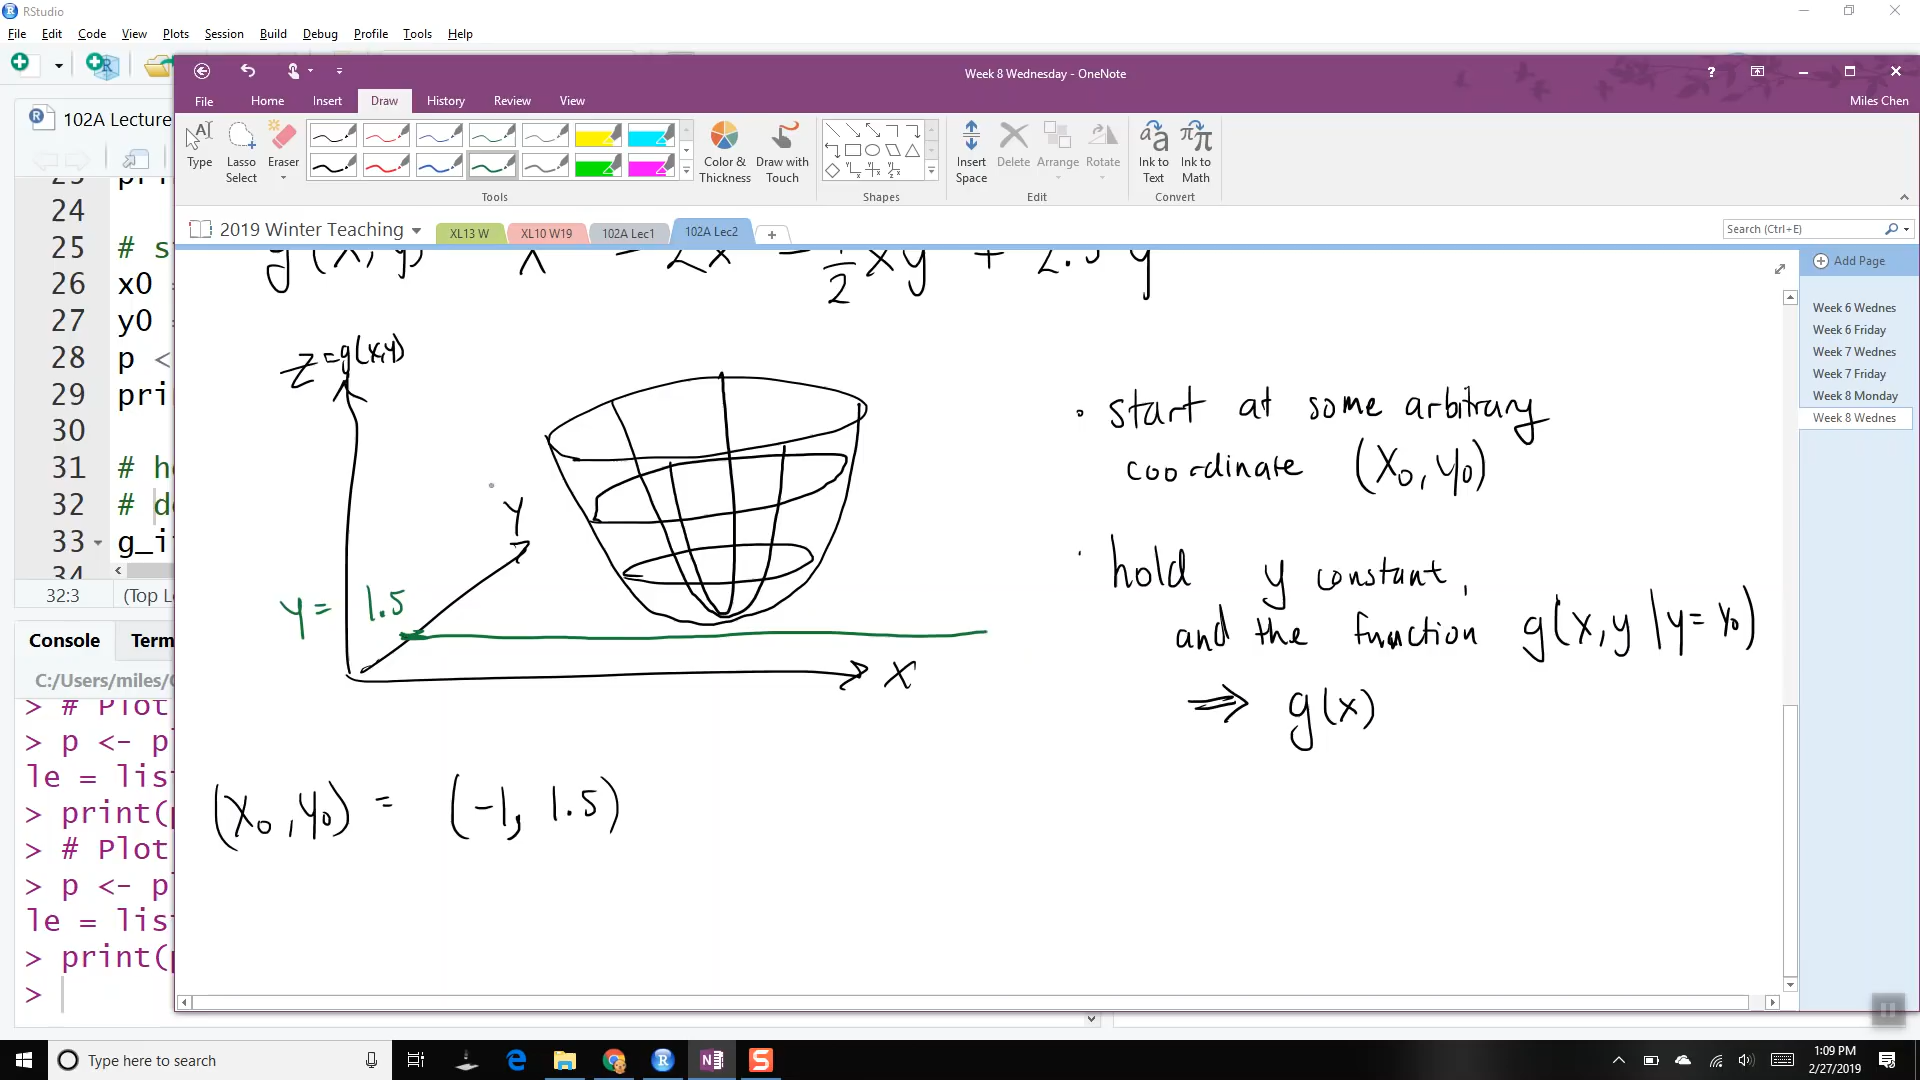 RStudio
File Edit Code View Plots Session Build Debug Profile Tools Help
Week 8 Wednesday - OneNote
File Home Insert Draw History Review View
Miles Chen
102A Lecture
Type
Lasso Select
Eraser
Color & Thickness
Draw with Touch
Insert Space
Delete
Arrange
Rotate
Ink to Text
Ink to Math
Tools
Shapes
Edit
Convert
2019 Winter Teaching
XL13 W
XL10 W19
102A Lec1
102A Lec2
Search (Ctrl+E)
Add Page
Week 6 Wednes
Week 6 Friday
Week 7 Wednes
Week 7 Friday
Week 8 Monday
Week 8 Wednes
24
25 # s
26 x0
27 y0
28 p <
29 pri
30
31 # h
32 # d
33 g_i
34
32:3 (Top L
Console Term
C:/Users/miles/
> # Plot
> p <- p
le = lis
> print(
> # Plot
> p <- p
le = lis
> print(
>
z=g(x,y)
y
y = 1.5
x
(x₀, y₀) = (-1, 1.5)
• start at some arbitrary
coordinate (x₀, y₀)
• hold y constant,
and the function g(x,y | y= y₀)
⇒ g(x)
Type here to search
1:09 PM
2/27/2019